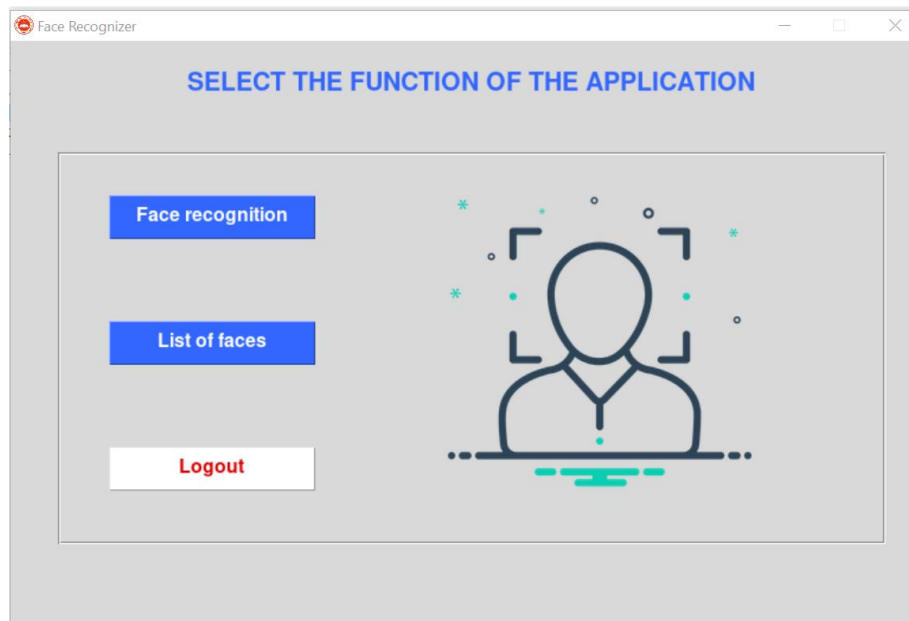 Face Recognizer
SELECT THE FUNCTION OF THE APPLICATION
Face recognition
List of faces
Logout